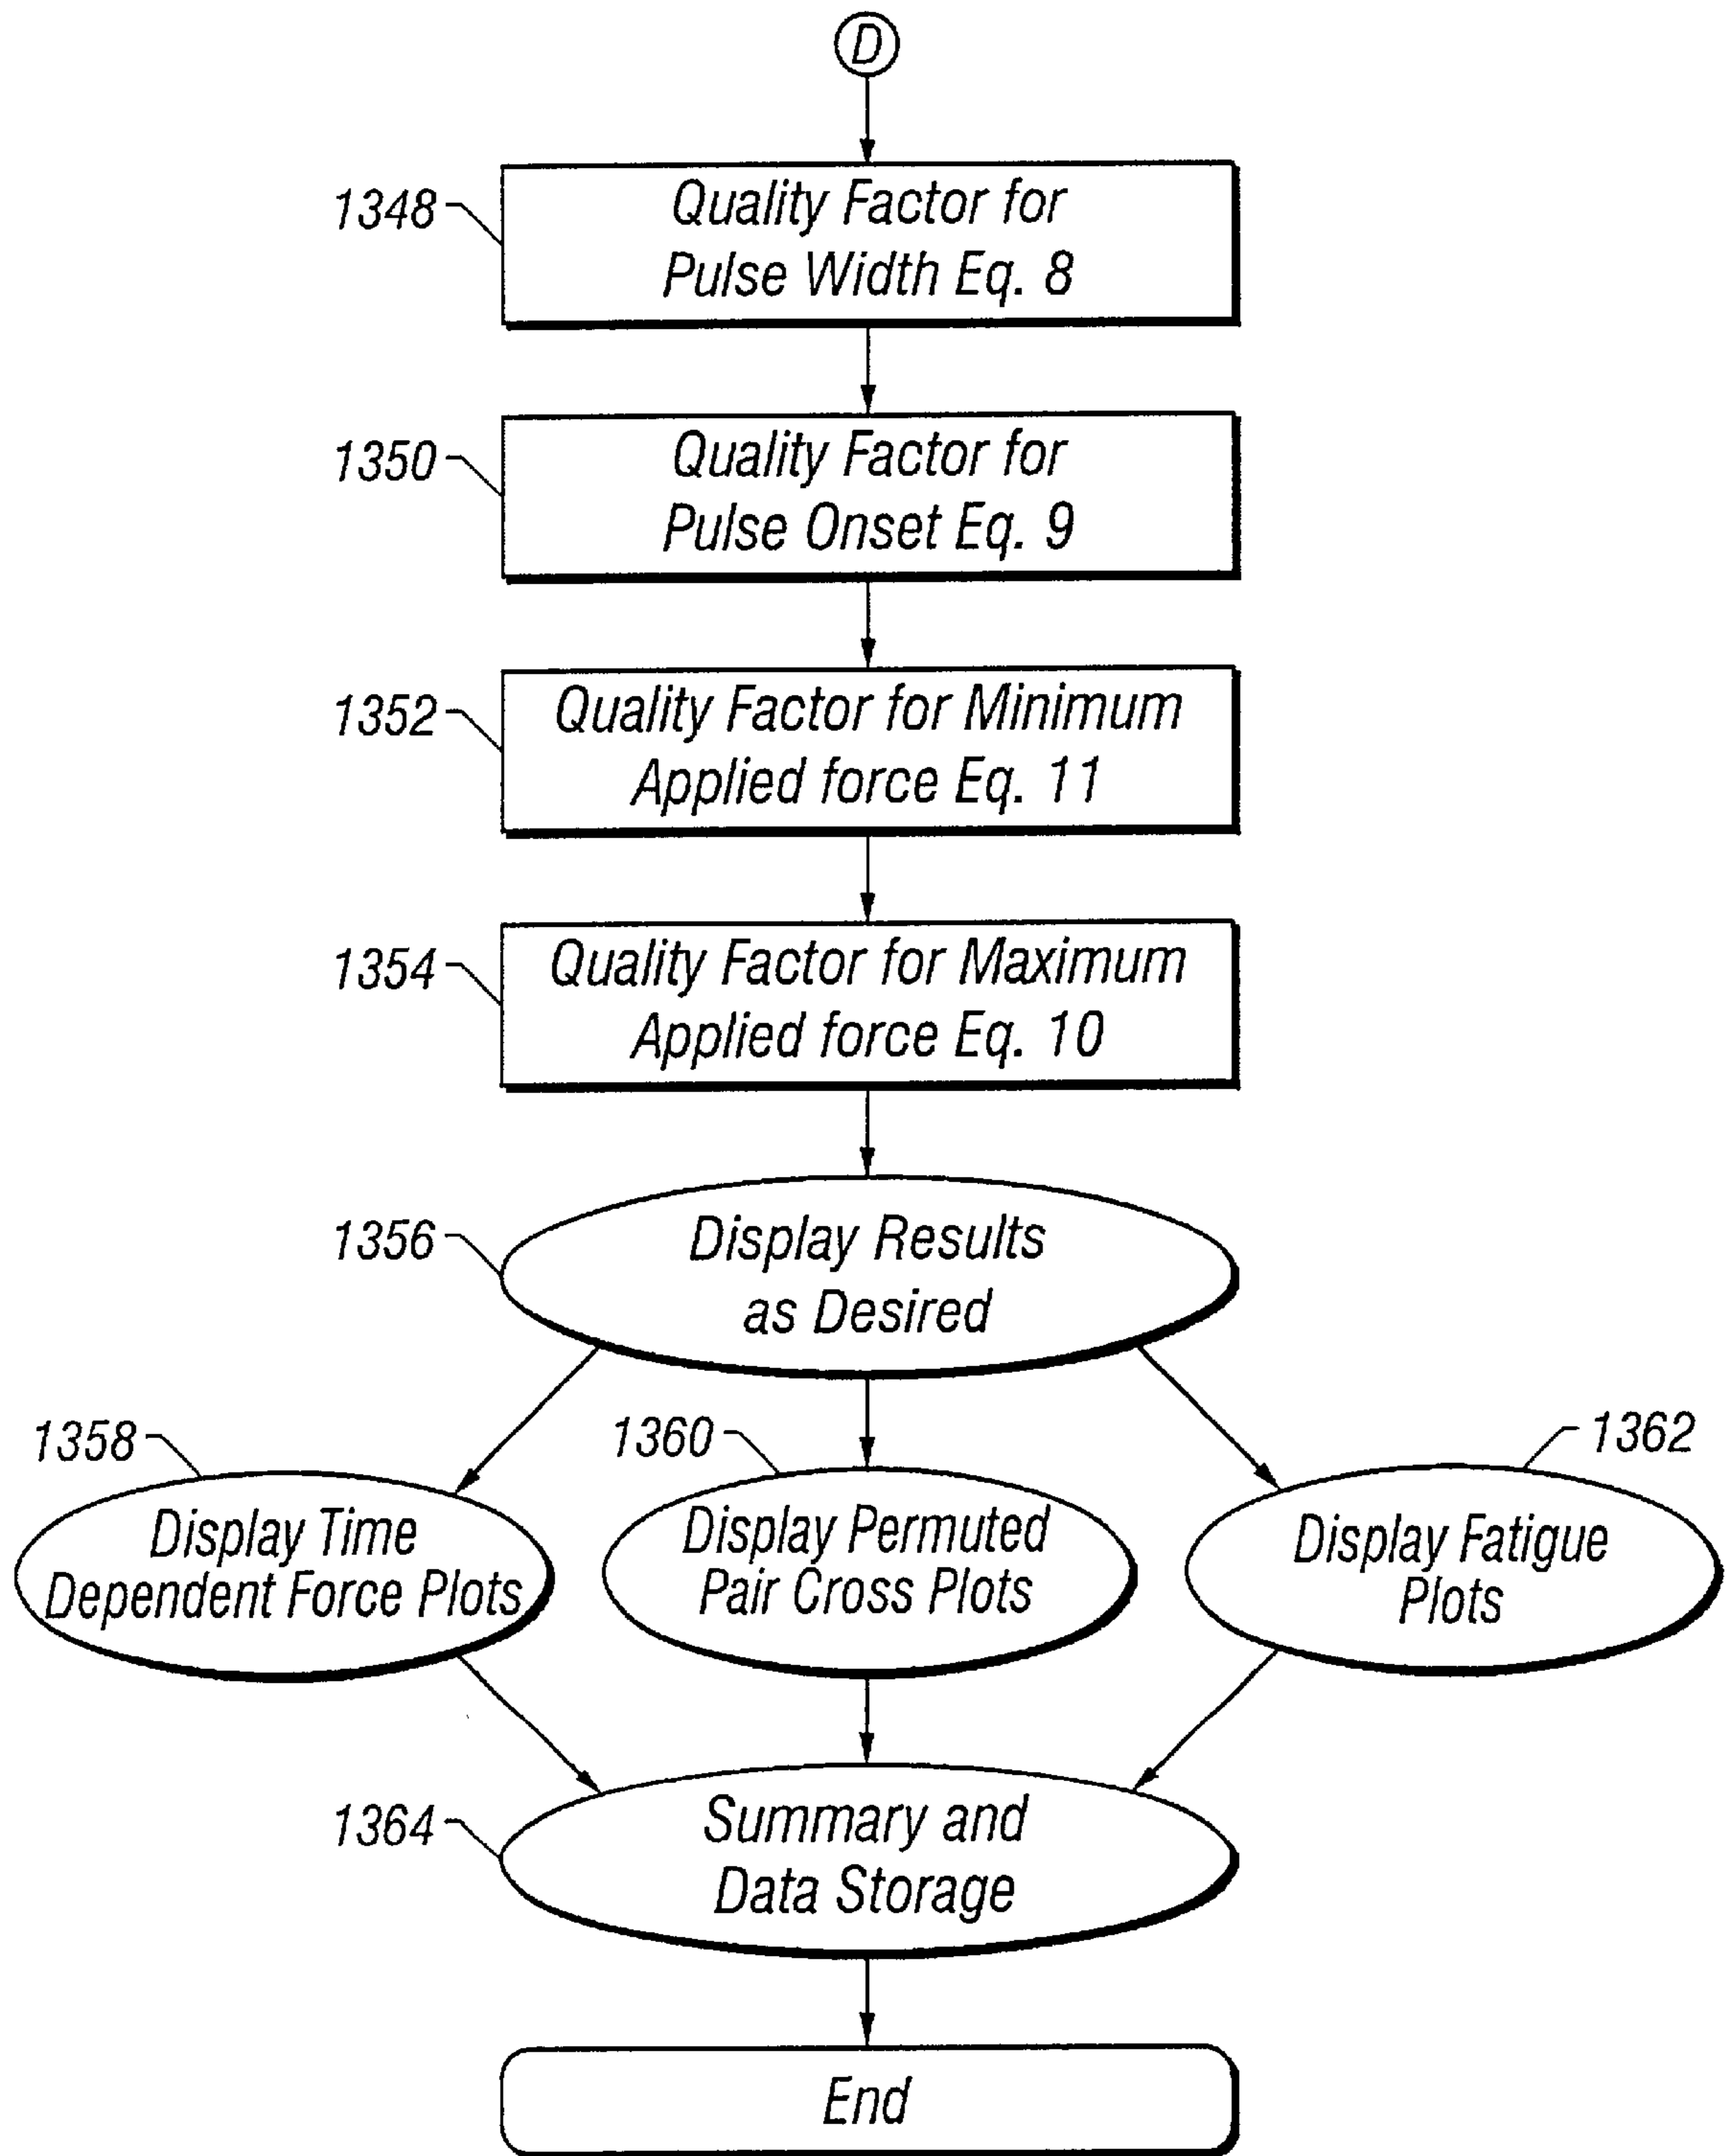 D
1348
Quality Factor for
Pulse Width Eq. 8
1350
Quality Factor for
Pulse Onset Eq. 9
1352
Quality Factor for Minimum
Applied force Eq. 11
1354
Quality Factor for Maximum
Applied force Eq. 10
1356
Display Results
as Desired
1358
Display Time
Dependent Force Plots
1360
Display Permuted
Pair Cross Plots
1362
Display Fatigue
Plots
1364
Summary and
Data Storage
End